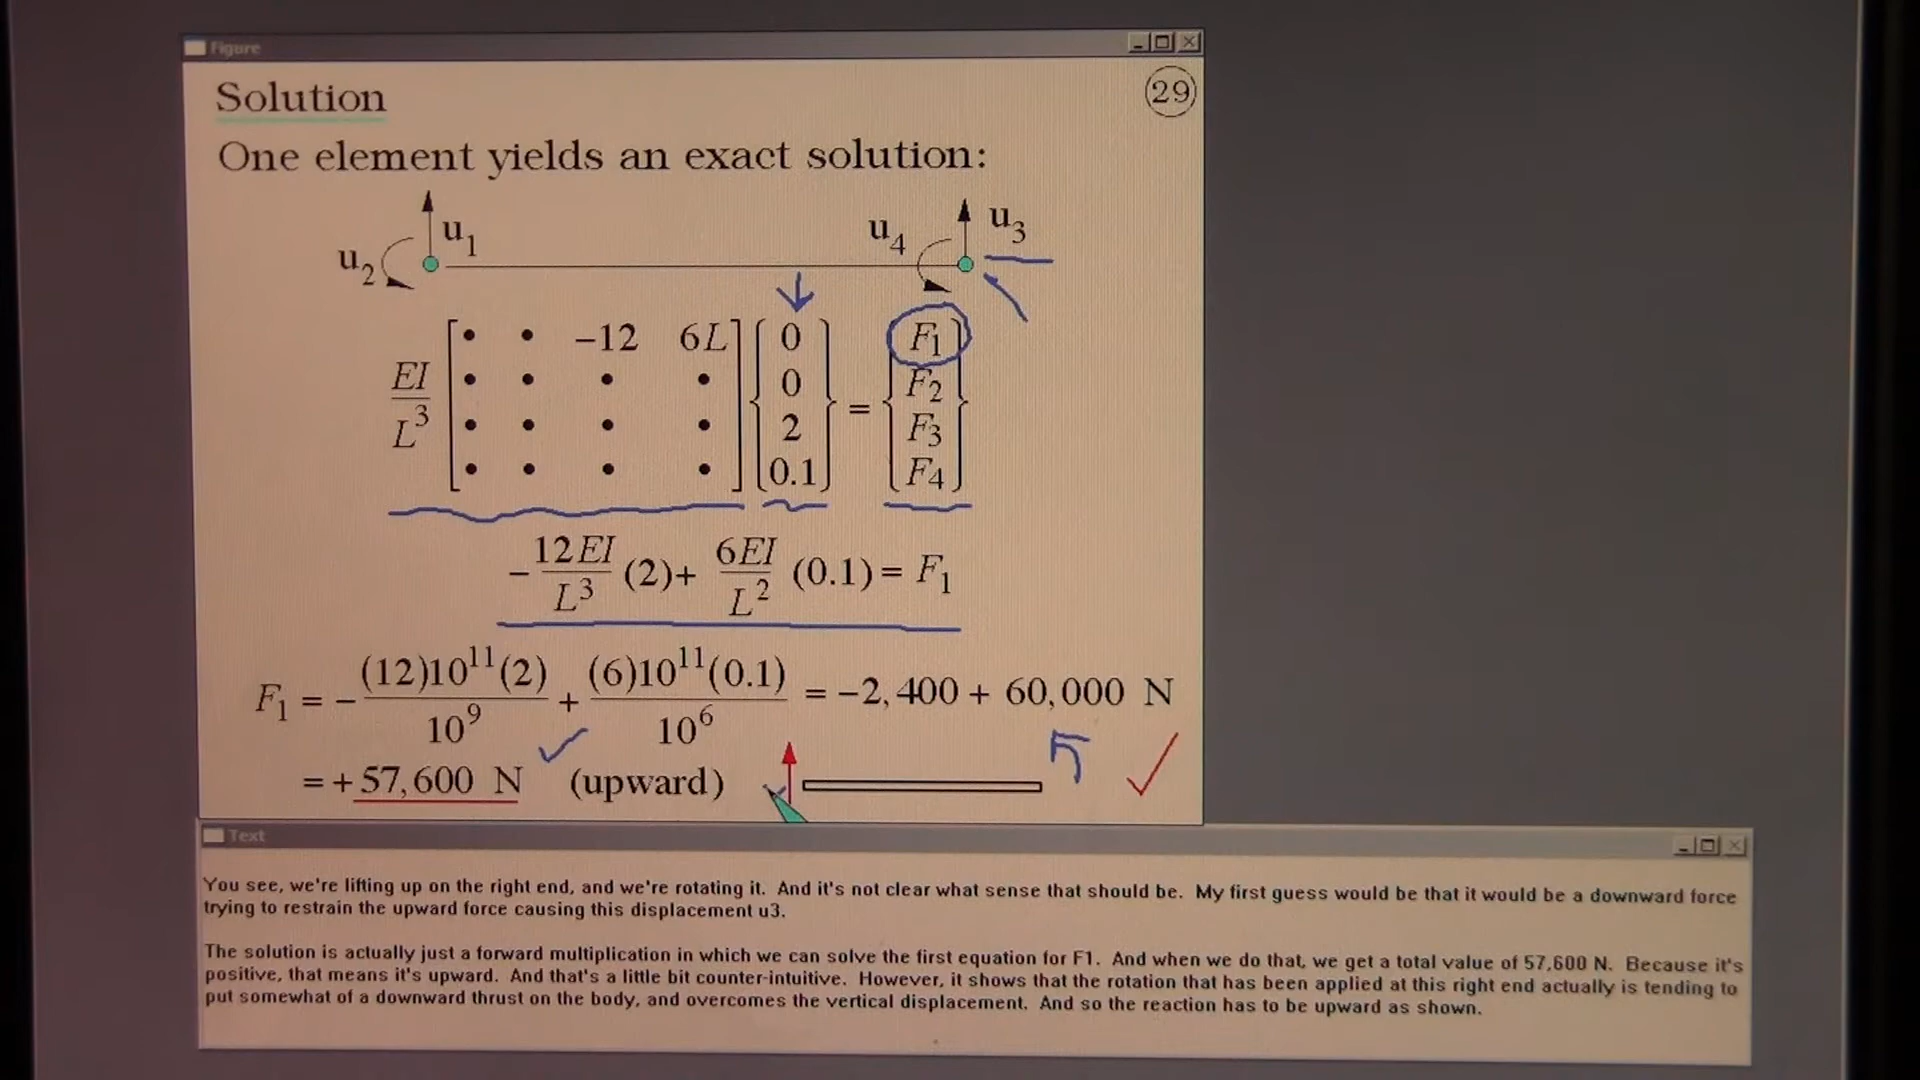 Figure
Solution
29
One element yields an exact solution:
u1
u2
u4
u3
EI/L^3 [• • −12 6L] {0} = {F1}
• • • • 0 F2
• • • • 2 F3
• • • • 0.1 F4
−12EI/L^3 (2)+ 6EI/L^2 (0.1) = F1
F1 = −(12)10^11(2)/10^9 + (6)10^11(0.1)/10^6 = −2,400 + 60,000 N
= +57,600 N (upward)
Text
You see, we're lifting up on the right end, and we're rotating it. And it's not clear what sense that should be. My first guess would be that it would be a downward force
trying to restrain the upward force causing this displacement u3.
The solution is actually just a forward multiplication in which we can solve the first equation for F1. And when we do that, we get a total value of 57,600 N. Because it's
positive, that means it's upward. And that's a little bit counter-intuitive. However, it shows that the rotation that has been applied at this right end actually is tending to
put somewhat of a downward thrust on the body, and overcomes the vertical displacement. And so the reaction has to be upward as shown.